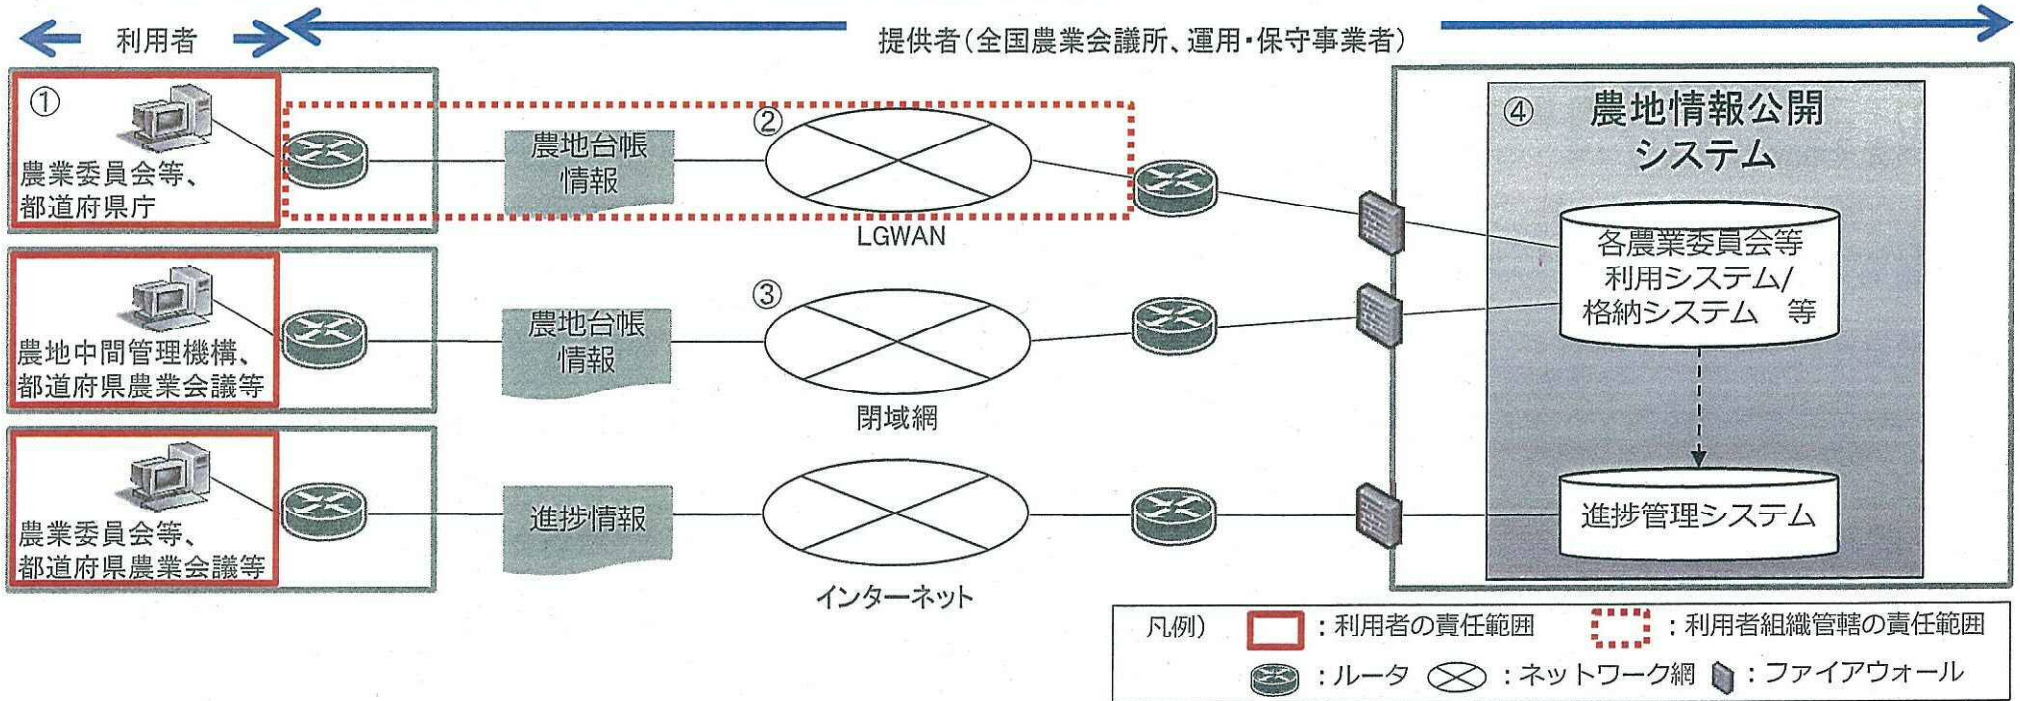 利用者
提供者(全国農業会議所、運用・保守事業者)
①
農業委員会等、
都道府県庁
農地台帳
情報
②
LGWAN
農地中間管理機構、
都道府県農業会議等
農地台帳
情報
③
閉域網
農業委員会等、
都道府県農業会議等
進捗情報
インターネット
④
農地情報公開
システム
各農業委員会等
利用システム/
格納システム 等
進捗管理システム
凡例)
:利用者の責任範囲
:利用者組織管轄の責任範囲
:ルータ
:ネットワーク網
:ファイアウォール